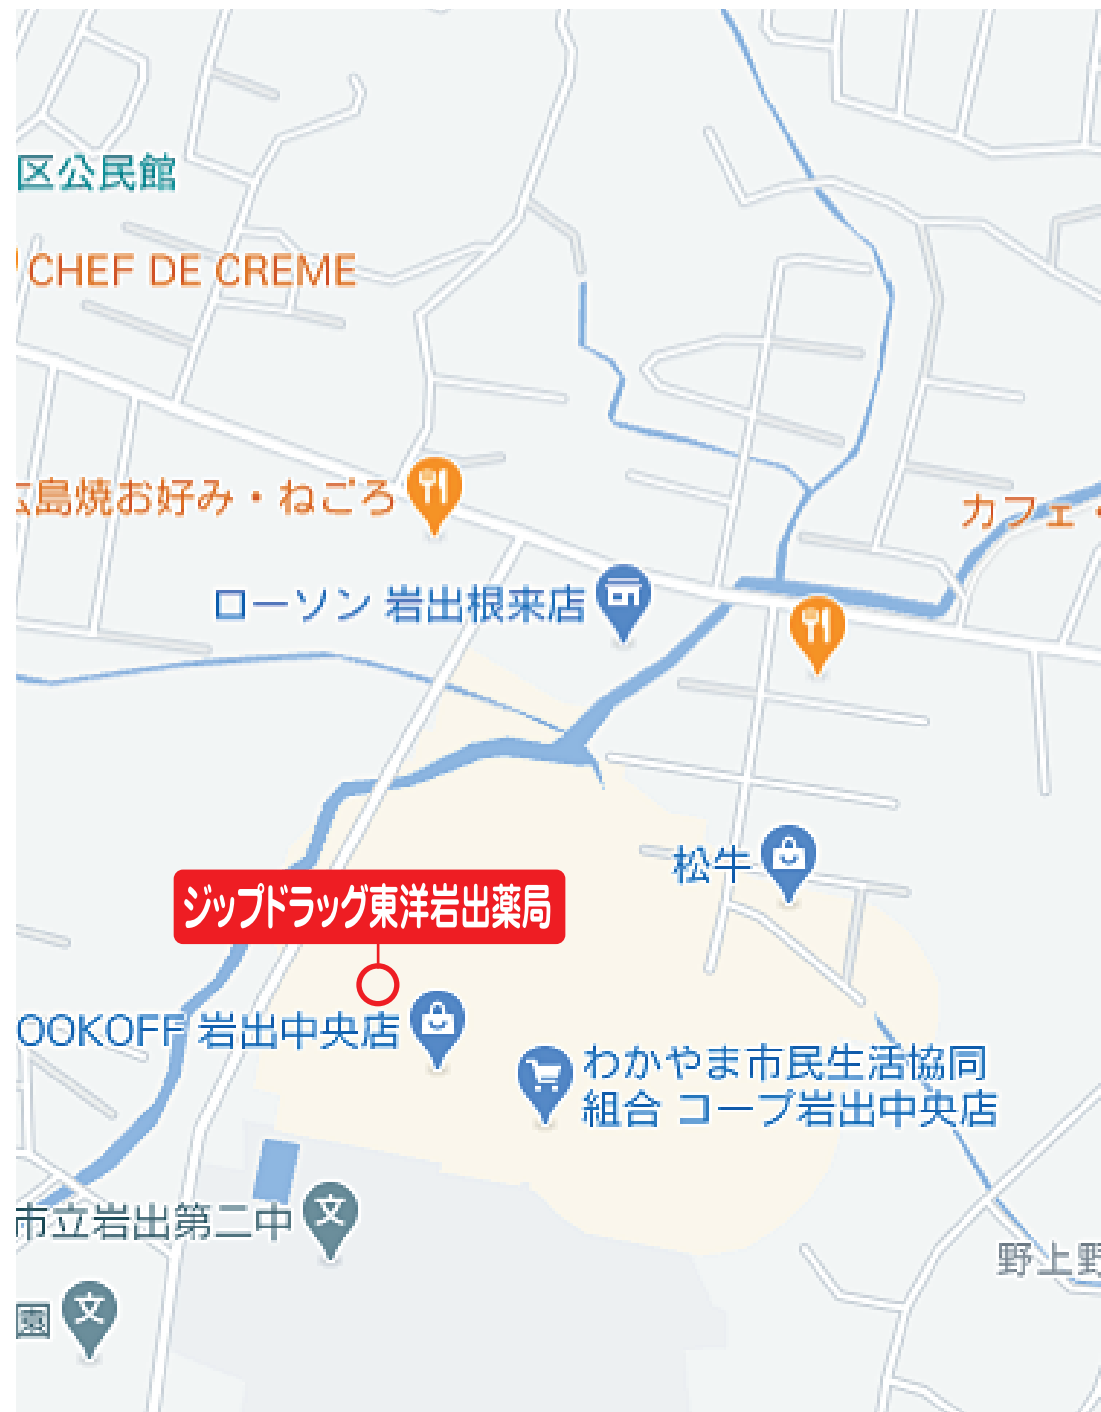 区公民館
CHEF DE CREME
島焼お好み・ねごろ
カフェ・
ローソン 岩出根来店
松牛
ジップドラッグ東洋岩出薬局
OOKOFF 岩出中央店
わかやま市民生活協同
組合 コープ岩出中央店
市立岩出第二中
文
野上野
園
文